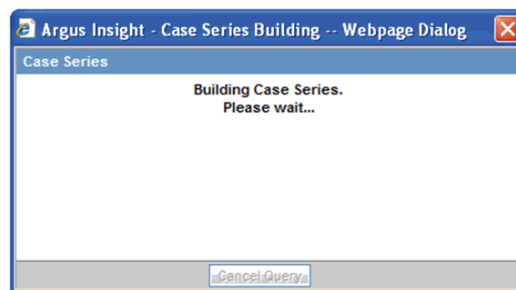 Argus Insight - Case Series Building -- Webpage Dialog
Case Series
Building Case Series.
Please wait...
Cancel Query